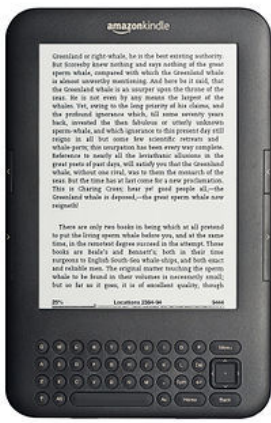 amazonkindle
Greenland or right-whale, he is the best existing authority.
But Scoresby knew nothing and says nothing of the great
sperm whale, compared with which the Greenland whale
is almost unworthy mentioning. And here be it said, that
the Greenland whale is an usurper upon the throne of the
seas. He is not even by any means the largest of the
whales. Yet, owing to the long priority of his claims, and
the profound ignorance which, till some seventy years
back, invested the then fabulous or utterly unknown
sperm-whale, and which ignorance to this present day still
reigns in all but some few scientific retreats and
whale-ports; this usurpation has been every way complete.
Reference to nearly all the leviathanic allusions in the
great poets of past days, will satisfy you that the Greenland
whale, without one rival, was to them the monarch of the
seas. But the time has at last come for a new proclamation.
This is Charing Cross; hear ye! good people all,—the
Greenland whale is deposed,—the great sperm whale now
reigneth!
There are only two books in being which at all pretend
to put the living sperm whale before you, and at the same
time, in the remotest degree succeed in the attempt. Those
books are Beale's and Bennett's; both in their time
surgeons to English South-Sea whale-ships, and both exact
and reliable men. The original matter touching the sperm
whale to be found in their volumes is necessarily small;
but so far as it goes, it is of excellent quality, though
25% Locations 2384-94 9444
Menu
Home Back